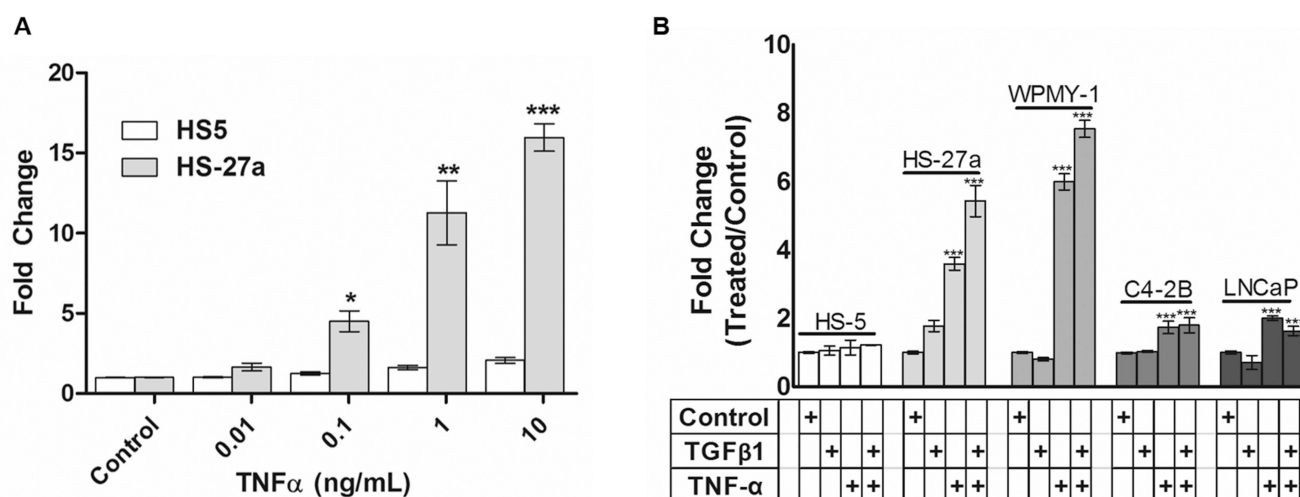 A
Fold Change
20
15
10
5
0
HS5
HS-27a
*
**
***
Control
0.01
0.1
1
10
TNFα (ng/mL)
B
Fold Change
(Treated/Control)
10
8
6
4
2
0
HS-5
HS-27a
***
***
WPMY-1
***
***
C4-2B
*** ***
LNCaP
***
***
Control + + + + +
TGFβ1 + + + + + + + + + +
TNF-α + + + + + + + + + +